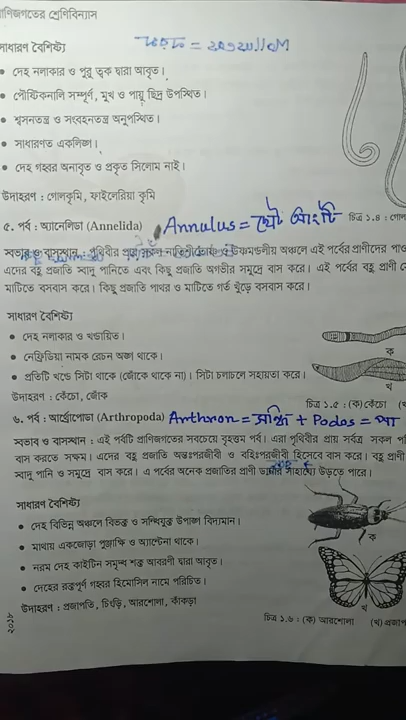 প্রাণিজগতের শ্রেণিবিন্যাস
সাধারণ বৈশিষ্ট্য
• দেহ নলাকার ও পুরু ত্বক দ্বারা আবৃত।
• পৌষ্টিকনালি সম্পূর্ণ, মুখ ও পায়ু ছিদ্র উপস্থিত।
• শ্বসনতন্ত্র ও সংবহনতন্ত্র অনুপস্থিত।
• সাধারণত একলিঙ্গ।
• দেহ গহ্বর অনাবৃত ও প্রকৃত সিলোম নাই।
উদাহরণ : গোলকৃমি, ফাইলেরিয়া কৃমি
চিত্র ১.৪ : গোল
৫. পর্ব : অ্যানেলিডা (Annelida) Annulus = ছোট আংটি
স্বভাব ও বাসস্থান : পৃথিবীর প্রায় সকল নাতিশীতোষ্ণ ও উষ্ণমণ্ডলীয় অঞ্চলে এই পর্বের প্রাণীদের পাও
এদের বহু প্রজাতি স্বাদু পানিতে এবং কিছু প্রজাতি অগভীর সমুদ্রে বাস করে। এই পর্বের বহু প্রাণী
মাটিতে বসবাস করে। কিছু প্রজাতি পাথর ও মাটিতে গর্ত খুঁড়ে বসবাস করে।
সাধারণ বৈশিষ্ট্য
• দেহ নলাকার ও খণ্ডায়িত।
• নেফ্রিডিয়া নামক রেচন অঙ্গ থাকে।
• প্রতিটি খণ্ডে সিটা থাকে (জোঁকে থাকে না)। সিটা চলাচলে সহায়তা করে।
উদাহরণ : কেঁচো, জোঁক
ক
খ
চিত্র ১.৫ : (ক) কেঁচো (খ
৬. পর্ব : আর্থ্রোপোডা (Arthropoda) Arthron = সন্ধি + Podos = পা
স্বভাব ও বাসস্থান : এই পর্বটি প্রাণিজগতের সবচেয়ে বৃহত্তম পর্ব। এরা পৃথিবীর প্রায় সর্বত্র সকল পরি
বাস করতে সক্ষম। এদের বহু প্রজাতি অন্তঃপরজীবী ও বহিঃপরজীবী হিসেবে বাস করে। বহু প্রাণী
স্বাদু পানি ও সমুদ্রে বাস করে। এ পর্বের অনেক প্রজাতির প্রাণী ডানার সাহায্যে উড়তে পারে।
সাধারণ বৈশিষ্ট্য
• দেহ বিভিন্ন অঞ্চলে বিভক্ত ও সন্ধিযুক্ত উপাঙ্গ বিদ্যমান।
• মাথায় একজোড়া পুঞ্জাক্ষি ও অ্যান্টেনা থাকে।
• নরম দেহ কাইটিন সমৃদ্ধ শক্ত আবরণী দ্বারা আবৃত।
• দেহের রক্তপূর্ণ গহ্বর হিমোসিল নামে পরিচিত।
উদাহরণ : প্রজাপতি, চিংড়ি, আরশোলা, কাঁকড়া
ক
খ
চিত্র ১.৬ : (ক) আরশোলা (খ) প্রজাপ
২০১৮